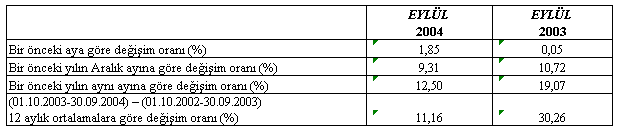 EYLÜL EYLÜL
2004 2003
Bir önceki aya göre değişim oranı (%) 1,85 0,05
Bir önceki yılın Aralık ayına göre değişim oranı (%) 9,31 10,72
Bir önceki yılın aynı ayına göre değişim oranı (%) 12,50 19,07
(01.10.2003-30.09.2004) – (01.10.2002-30.09.2003)
12 aylık ortalamalara göre değişim oranı (%) 11,16 30,26